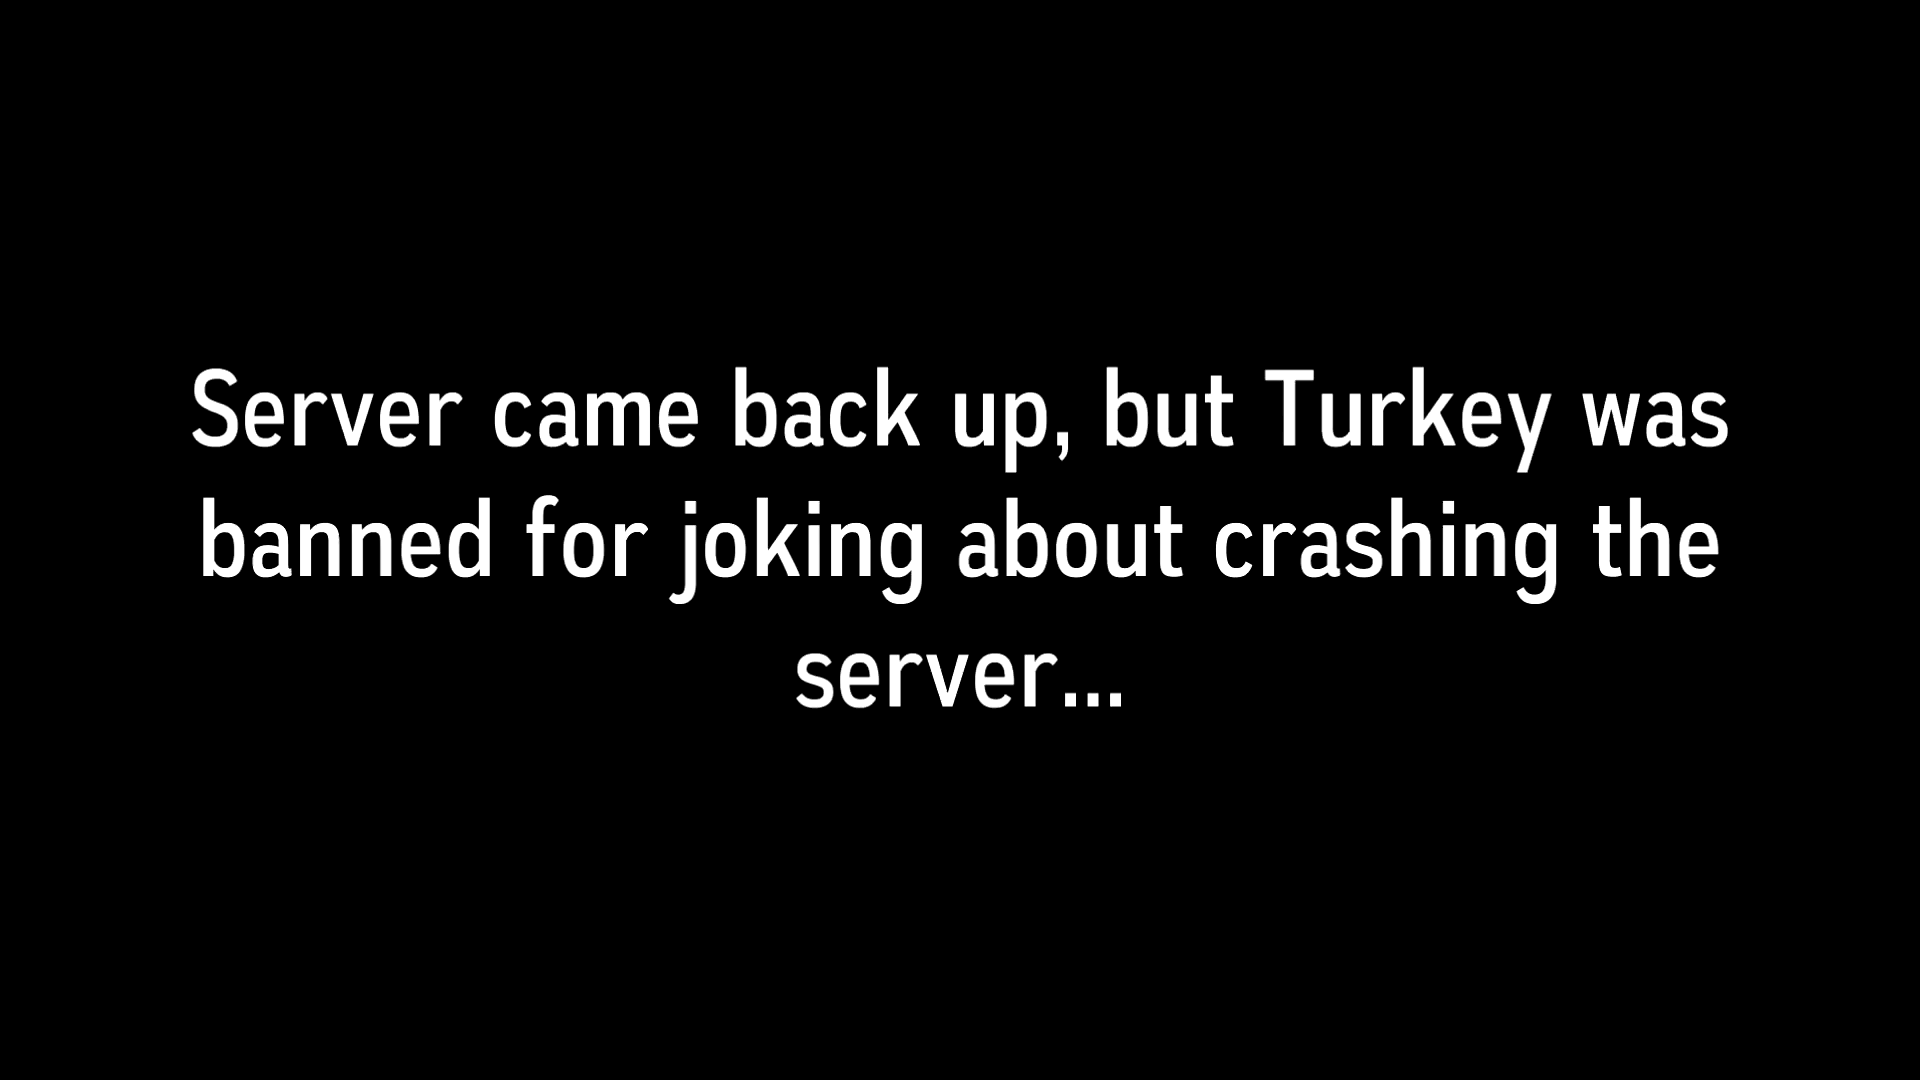 Server came back up, but Turkey was
banned for joking about crashing the
server...